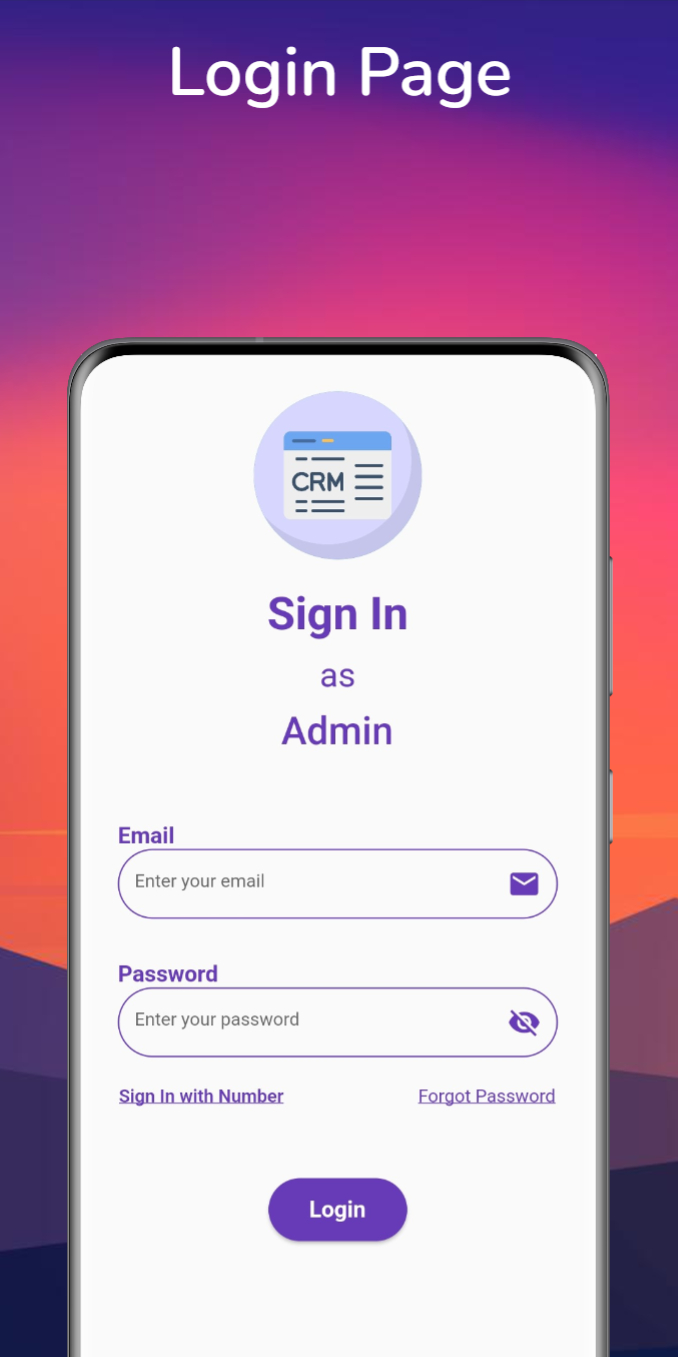 Login Page
CRM
Sign In
as
Admin
Email
Enter your email
Password
Enter your password
Sign In with Number Forgot Password
Login